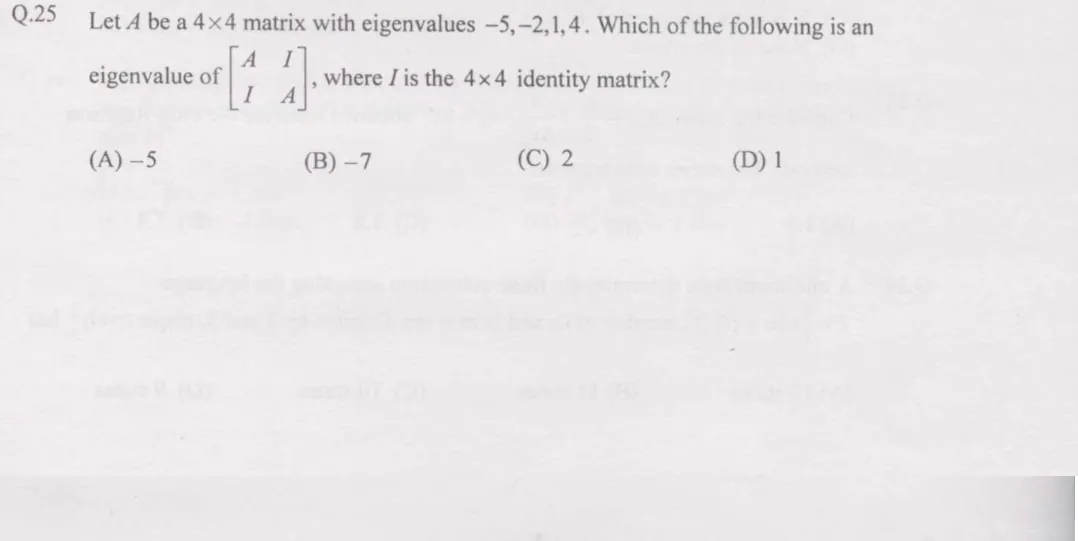 Q.25 Let A be a 4×4 matrix with eigenvalues −5,−2,1,4. Which of the following is an
eigenvalue of [A I; I A], where I is the 4×4 identity matrix?
(A) −5 (B) −7 (C) 2 (D) 1